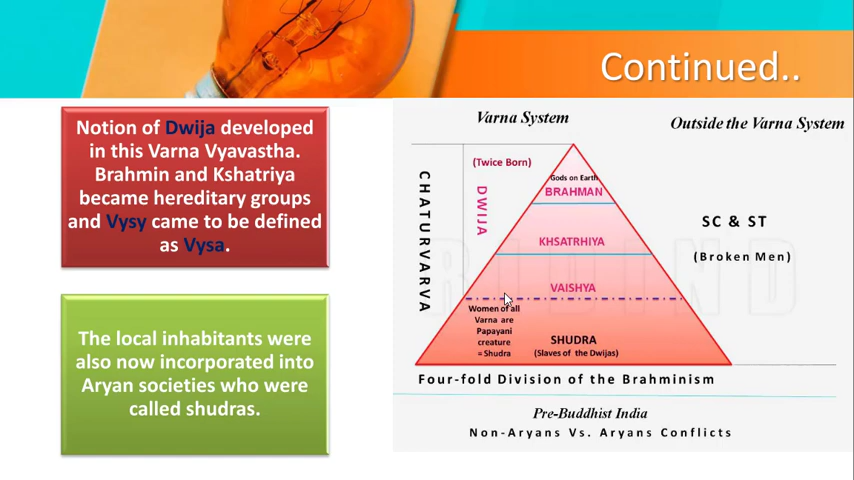 Continued..
Notion of Dwija developed
in this Varna Vyavastha.
Brahmin and Kshatriya
became hereditary groups
and Vysy came to be defined
as Vysa.
The local inhabitants were
also now incorporated into
Aryan societies who were
called shudras.
Varna System
Outside the Varna System
CHATURVARVA
(Twice Born)
DWIJA
Gods on Earth
BRAHMAN
KHSATRHIYA
VAISHYA
Women of all
Varna are
Papayani
creature
= Shudra
SHUDRA
(Slaves of the Dwijas)
SC & ST
(Broken Men)
Four-fold Division of the Brahminism
Pre-Buddhist India
Non-Aryans Vs. Aryans Conflicts